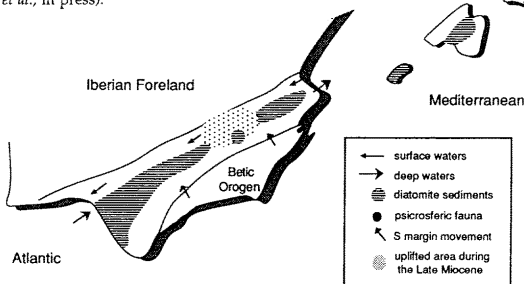 et al., in press).
Iberian Foreland
Mediterranean
Betic
Orogen
Atlantic
surface waters
deep waters
diatomite sediments
psicrosferic fauna
S margin movement
uplifted area during
the Late Miocene